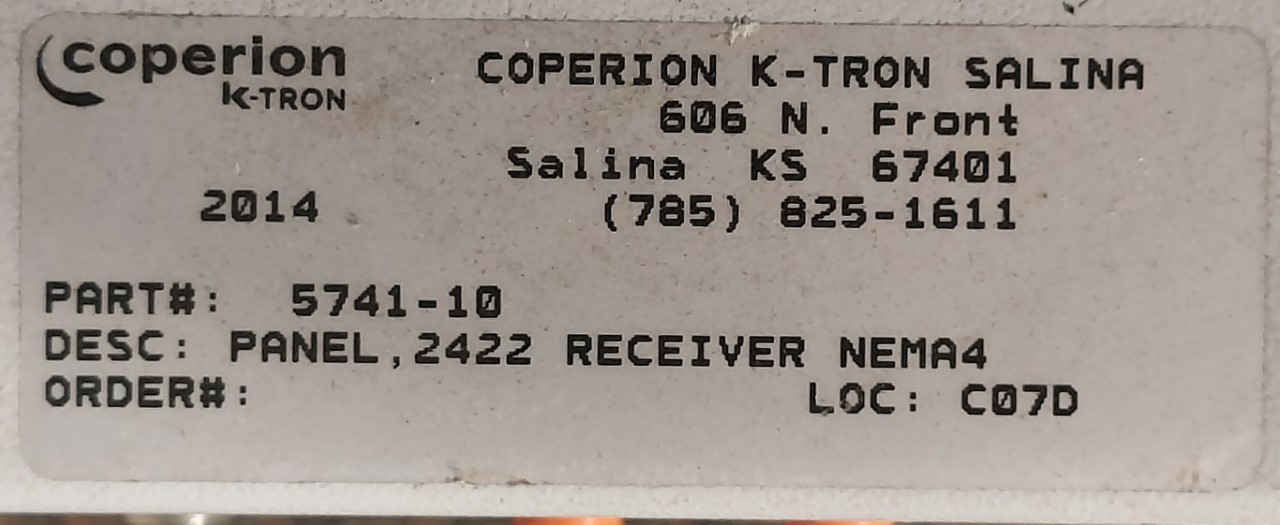 coperion
K-TRON
COPERION K-TRON SALINA
606 N. Front
Salina KS 67401
2014 (785) 825-1611
PART#: 5741-10
DESC: PANEL,2422 RECEIVER NEMA4
ORDER#: LOC: C07D